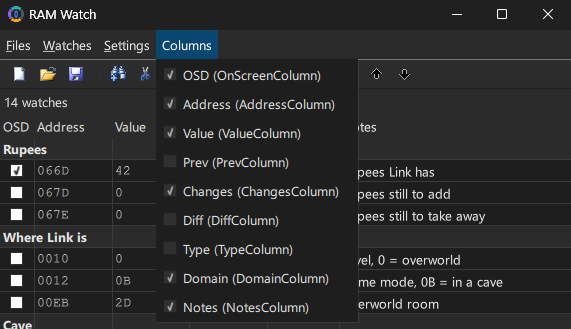 RAM Watch
Files Watches Settings Columns
14 watches
OSD Address Value
OSD (OnScreenColumn)
Address (AddressColumn)
Value (ValueColumn)
Prev (PrevColumn)
Changes (ChangesColumn)
Diff (DiffColumn)
Type (TypeColumn)
Domain (DomainColumn)
Notes (NotesColumn)
otes
Rupees
066D 42 pees Link has
067D 0 pees still to add
067E 0 pees still to take away
Where Link is
0010 0 vel, 0 = overworld
0012 0B me mode, 0B = in a cave
00EB 2D erworld room
Cave